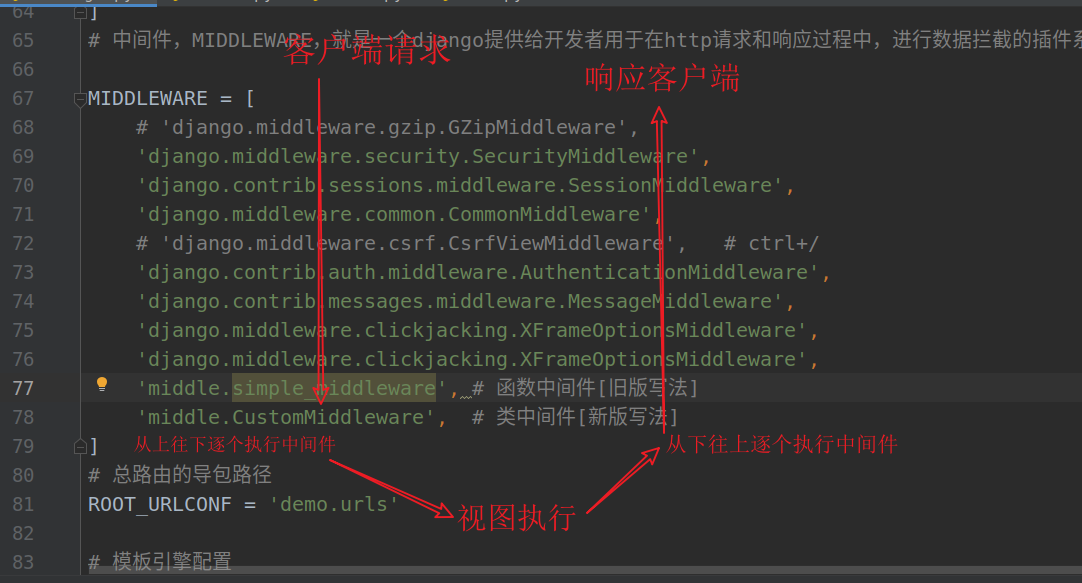 64 ]
65 # 中间件，MIDDLEWARE，就是一个django提供给开发者用于在http请求和响应过程中，进行数据拦截的插件系
客户端请求
66
响应客户端
67 MIDDLEWARE = [
68 # 'django.middleware.gzip.GZipMiddleware',
69 'django.middleware.security.SecurityMiddleware',
70 'django.contrib.sessions.middleware.SessionMiddleware',
71 'django.middleware.common.CommonMiddleware',
72 # 'django.middleware.csrf.CsrfViewMiddleware',   # ctrl+/
73 'django.contrib.auth.middleware.AuthenticationMiddleware',
74 'django.contrib.messages.middleware.MessageMiddleware',
75 'django.middleware.clickjacking.XFrameOptionsMiddleware',
76 'django.middleware.clickjacking.XFrameOptionsMiddleware',
77 'middle.simple_middleware', # 函数中间件[旧版写法]
78 'middle.CustomMiddleware',  # 类中间件[新版写法]
79 ]
从上往下逐个执行中间件
从下往上逐个执行中间件
80 # 总路由的导包路径
81 ROOT_URLCONF = 'demo.urls'
视图执行
82
83 # 模板引擎配置